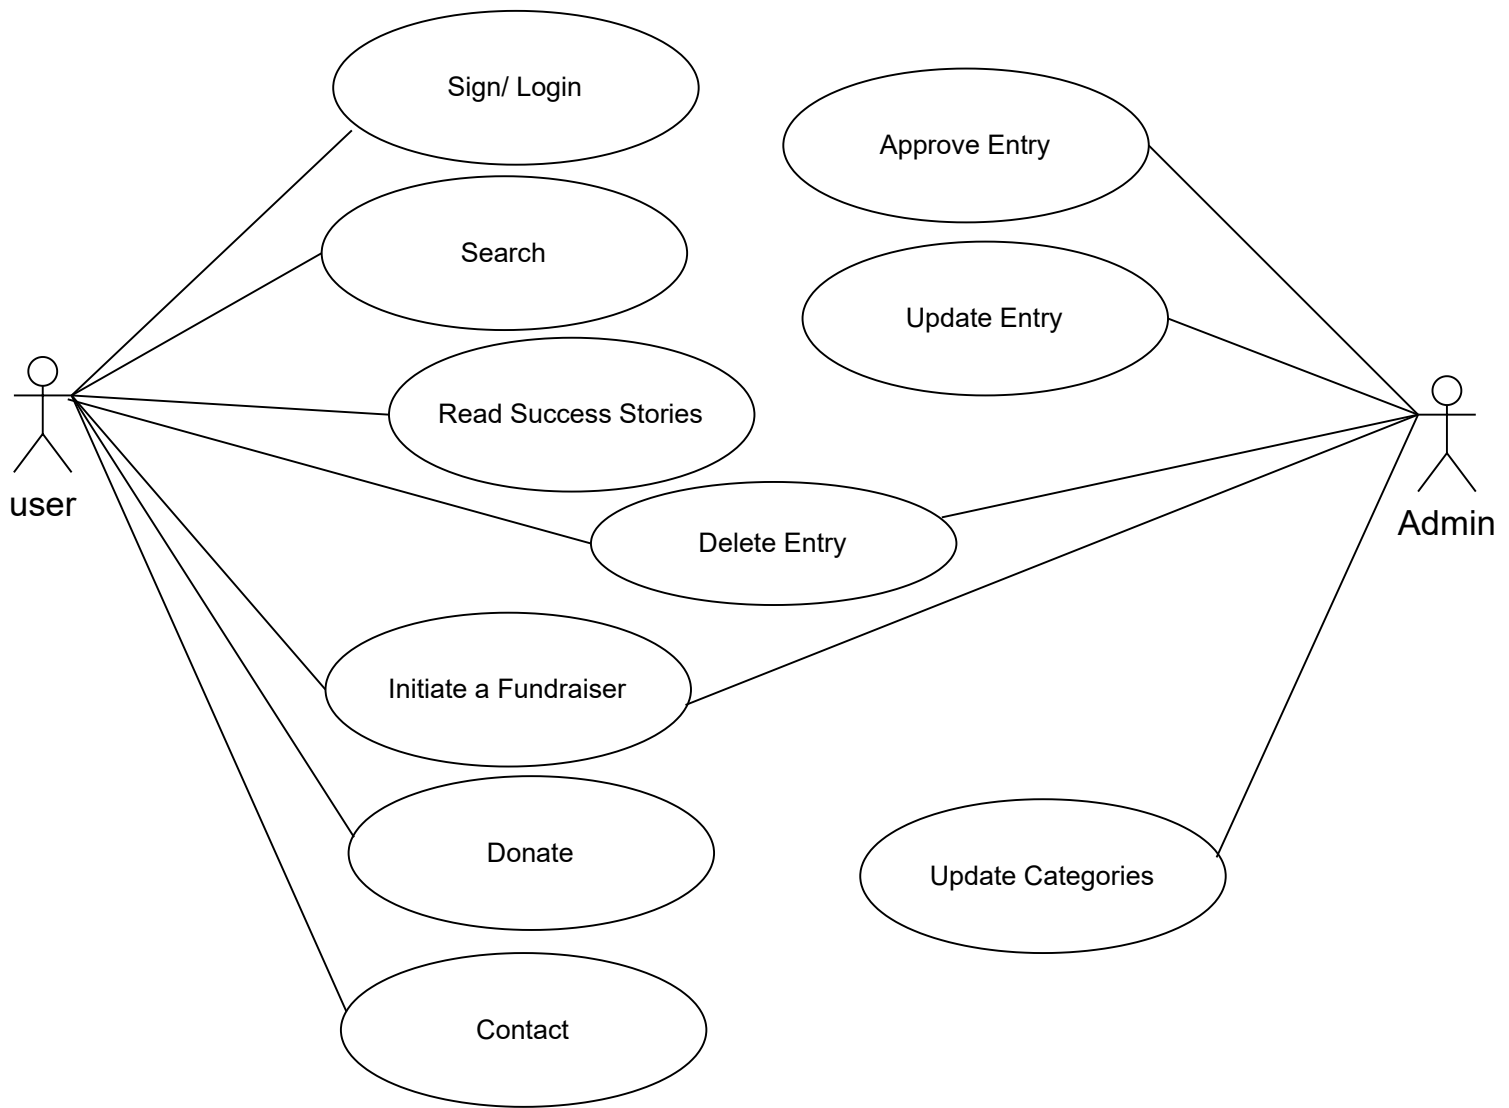 Sign/ Login
Approve Entry
Search
Update Entry
Read Success Stories
user
Admin
Delete Entry
Initiate a Fundraiser
Donate
Update Categories
Contact